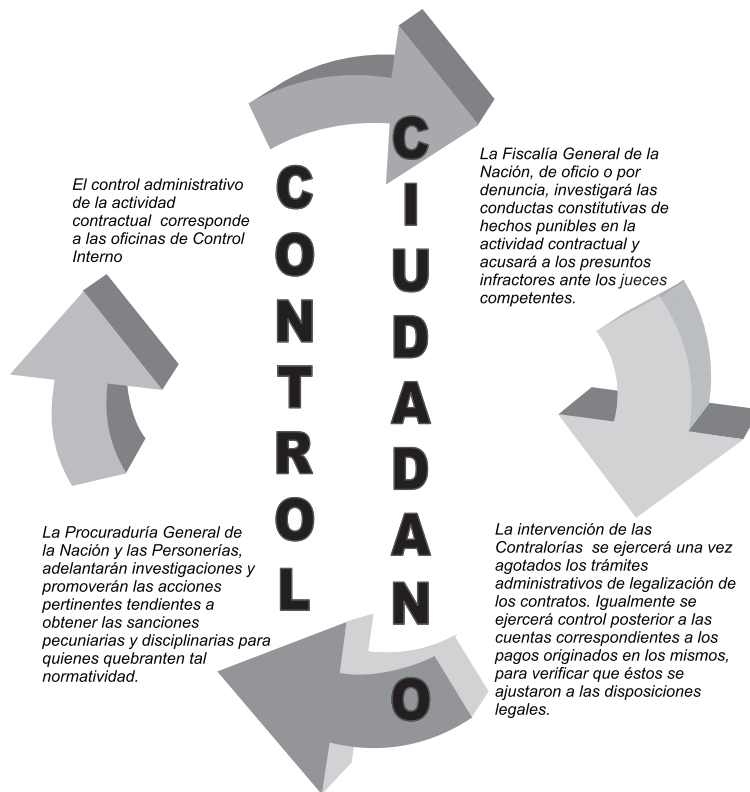 El control administrativo
de la actividad
contractual corresponde
a las oficinas de Control
Interno
CONTROL
CIUDADANO
La Fiscalía General de la
Nación, de oficio o por
denuncia, investigará las
conductas constitutivas de
hechos punibles en la
actividad contractual y
acusará a los presuntos
infractores ante los jueces
competentes.
La Procuraduría General de
la Nación y las Personerías,
adelantarán investigaciones y
promoverán las acciones
pertinentes tendientes a
obtener las sanciones
pecuniarias y disciplinarias para
quienes quebranten tal
normatividad.
La intervención de las
Contralorías se ejercerá una vez
agotados los trámites
administrativos de legalización de
los contratos. Igualmente se
ejercerá control posterior a las
cuentas correspondientes a los
pagos originados en los mismos,
para verificar que éstos se
ajustaron a las disposiciones
legales.